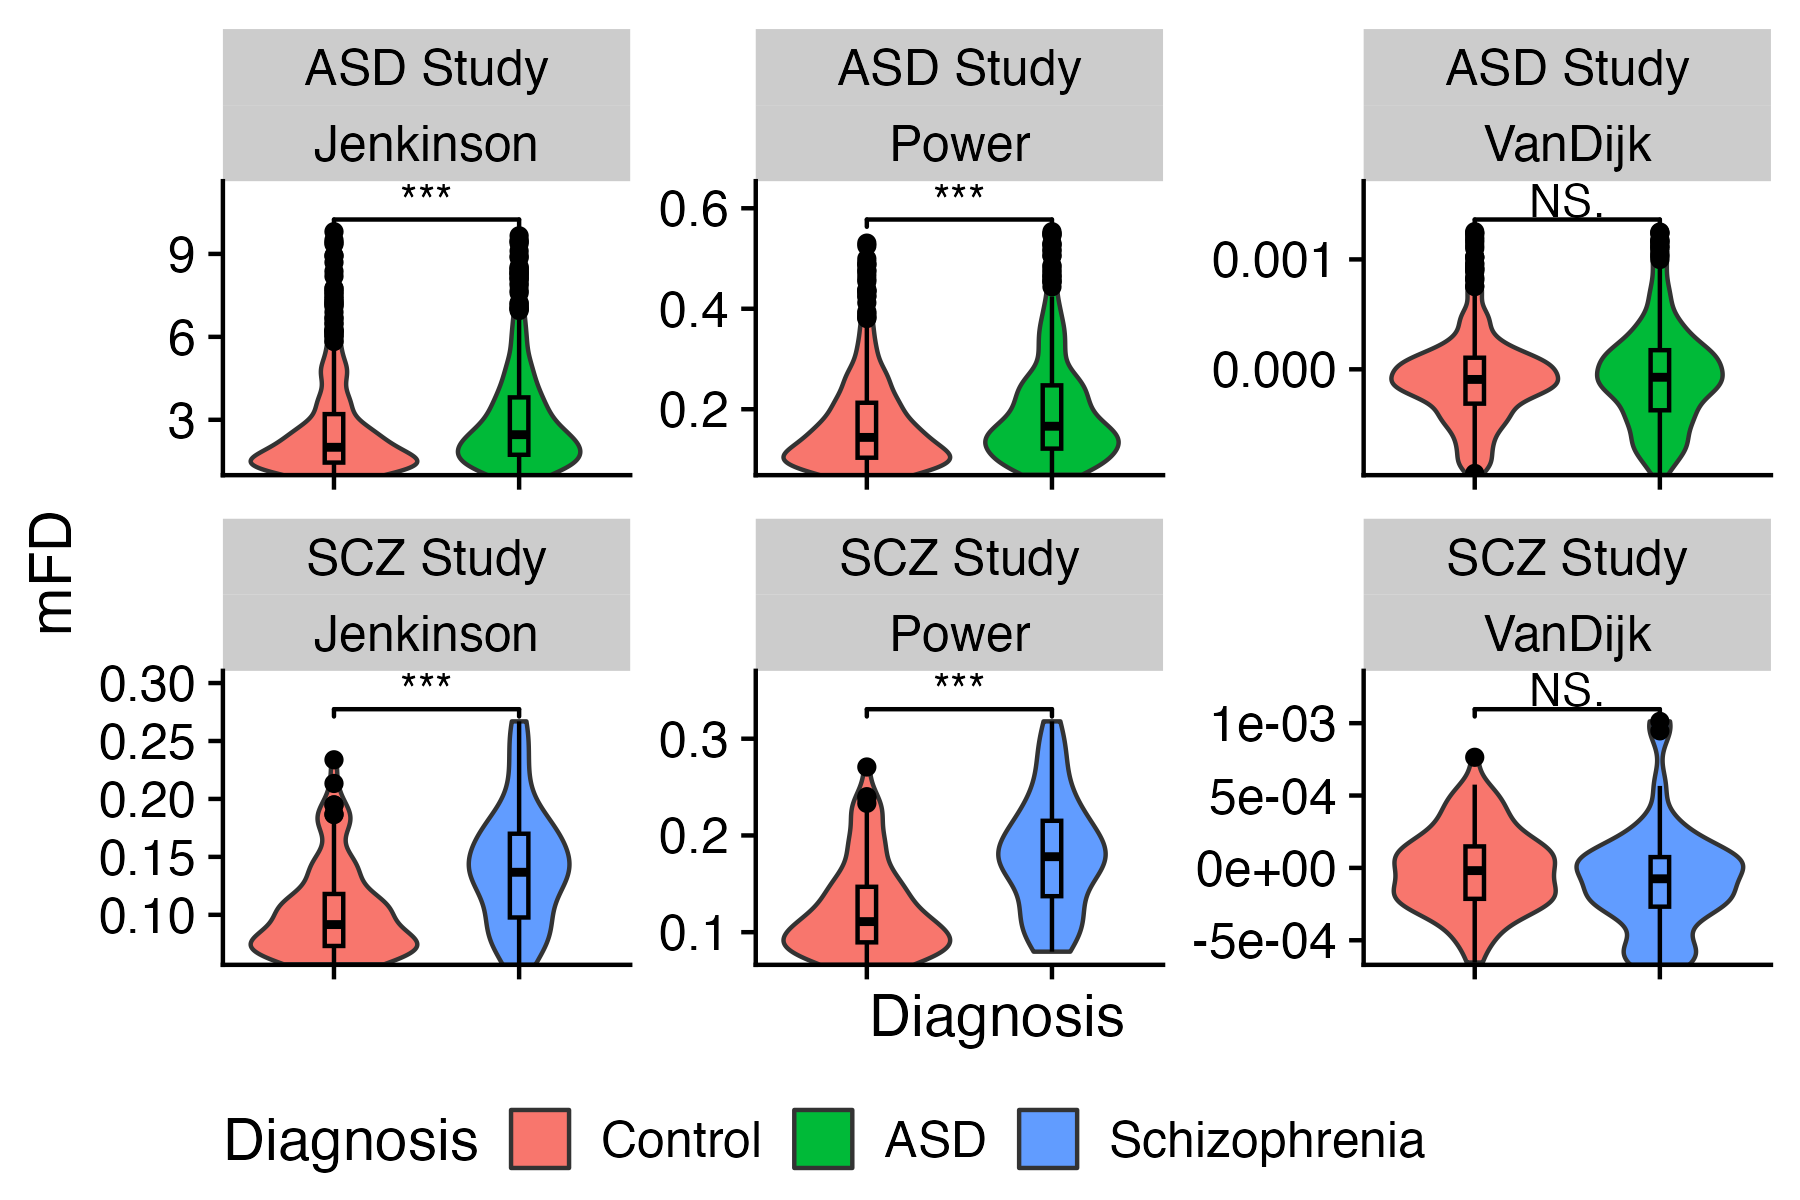 ASD Study
Jenkinson
***
9
6
3
ASD Study
Power
***
0.6
0.4
0.2
ASD Study
VanDijk
NS.
0.001
0.000
mFD
SCZ Study
Jenkinson
***
0.30
0.25
0.20
0.15
0.10
SCZ Study
Power
***
0.3
0.2
0.1
SCZ Study
VanDijk
NS.
1e-03
5e-04
0e+00
-5e-04
Diagnosis
Diagnosis Control ASD Schizophrenia